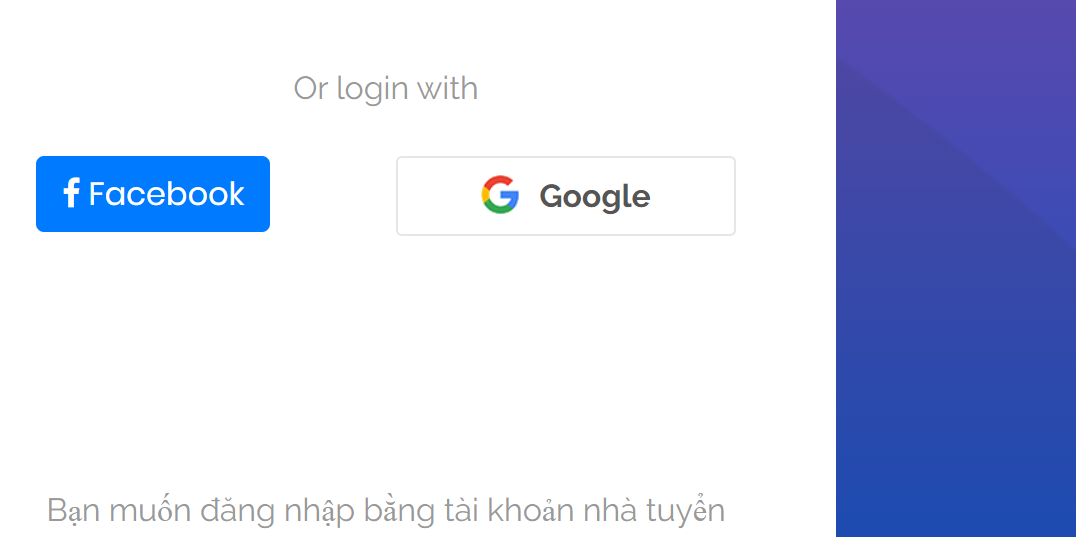 Or login with
Facebook Google
Bạn muốn đăng nhập bằng tài khoản nhà tuyển